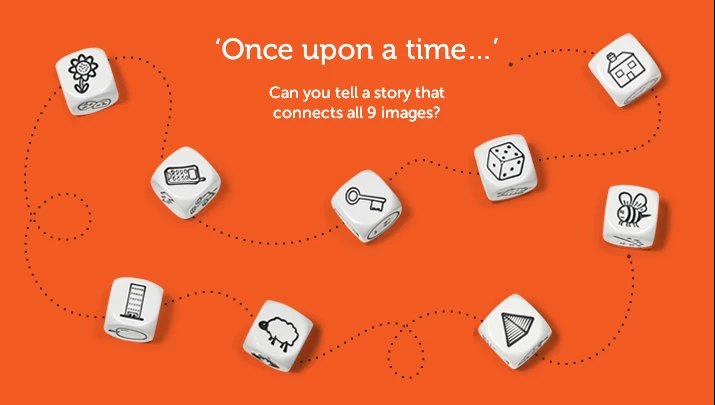 ‘Once upon a time...’
Can you tell a story that
connects all 9 images?